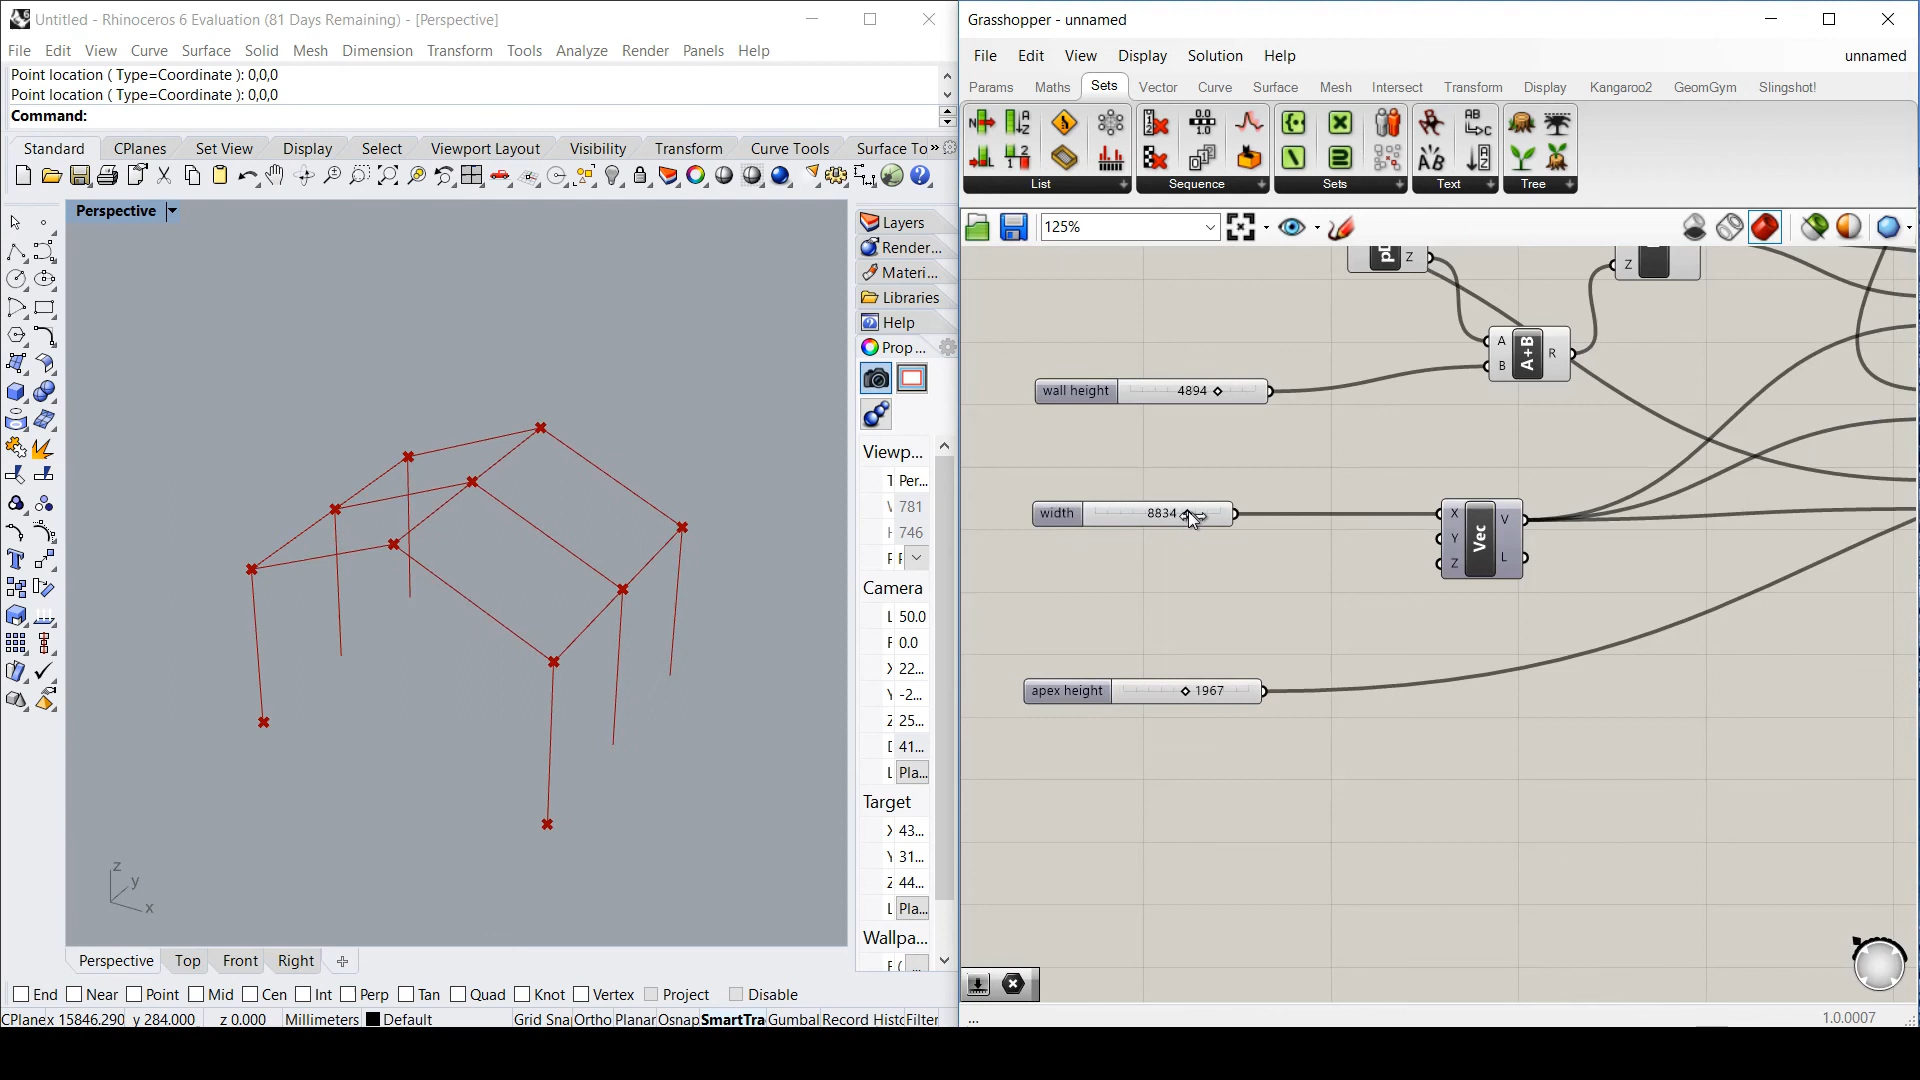 Untitled - Rhinoceros 6 Evaluation (81 Days Remaining) - [Perspective]
File Edit View Curve Surface Solid Mesh Dimension Transform Tools Analyze Render Panels Help
Point location ( Type=Coordinate ): 0,0,0
Point location ( Type=Coordinate ): 0,0,0
Command:
Standard CPlanes Set View Display Select Viewport Layout Visibility Transform Curve Tools Surface To»
Perspective
Layers
Render...
Materi...
Libraries
Help
Prop...
Viewp...
Per...
781
746
Camera
L 50.0
0.0
22...
-2...
Z 25...
41...
L Pla...
Target
43...
31...
Z 44...
L Pla...
Wallpa...
z
y
x
Perspective Top Front Right
End Near Point Mid Cen Int Perp Tan Quad Knot Vertex Project Disable
CPlane x 15846.290 y 284.000 z 0.000 Millimeters Default Grid Snap Ortho Planar Osnap SmartTra Gumbal Record Histo Filter
Grasshopper - unnamed
File Edit View Display Solution Help unnamed
Params Maths Sets Vector Curve Surface Mesh Intersect Transform Display Kangaroo2 GeomGym Slingshot!
List Sequence Sets Text Tree
125%
Z
Z
A
B
A+B
R
wall height 4894
width 8834
X
Y
Z
Vec
V
L
apex height 1967
...
1.0.0007